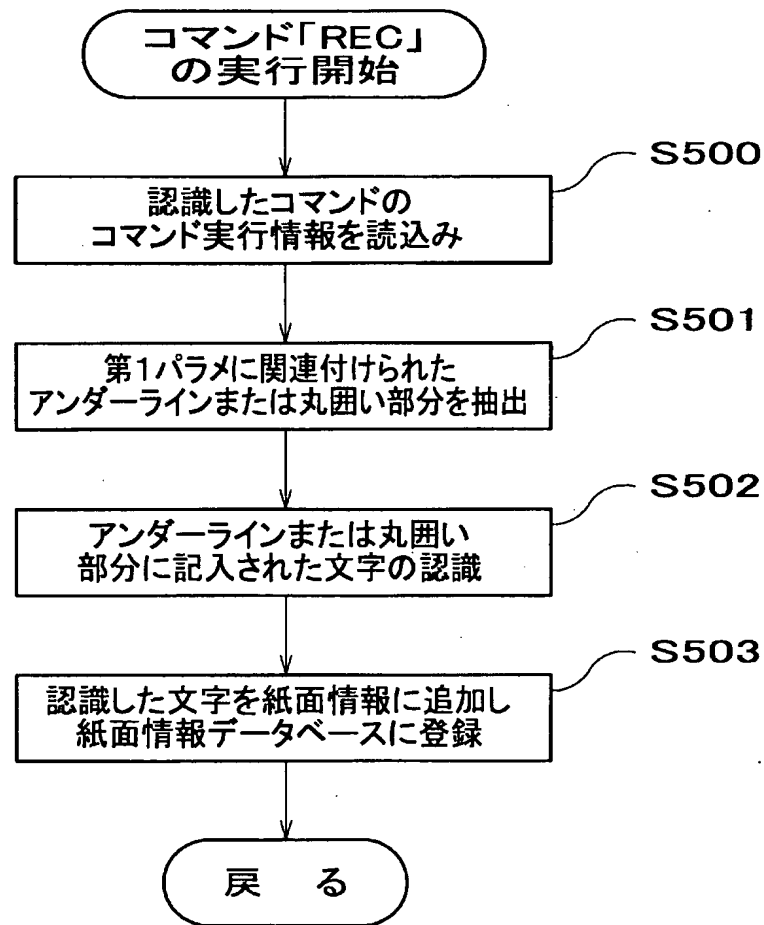 コマンド「REC」
の実行開始
S500
認識したコマンドの
コマンド実行情報を読込み
S501
第1パラメに関連付けられた
アンダーラインまたは丸囲い部分を抽出
S502
アンダーラインまたは丸囲い
部分に記入された文字の認識
S503
認識した文字を紙面情報に追加し
紙面情報データベースに登録
戻 る